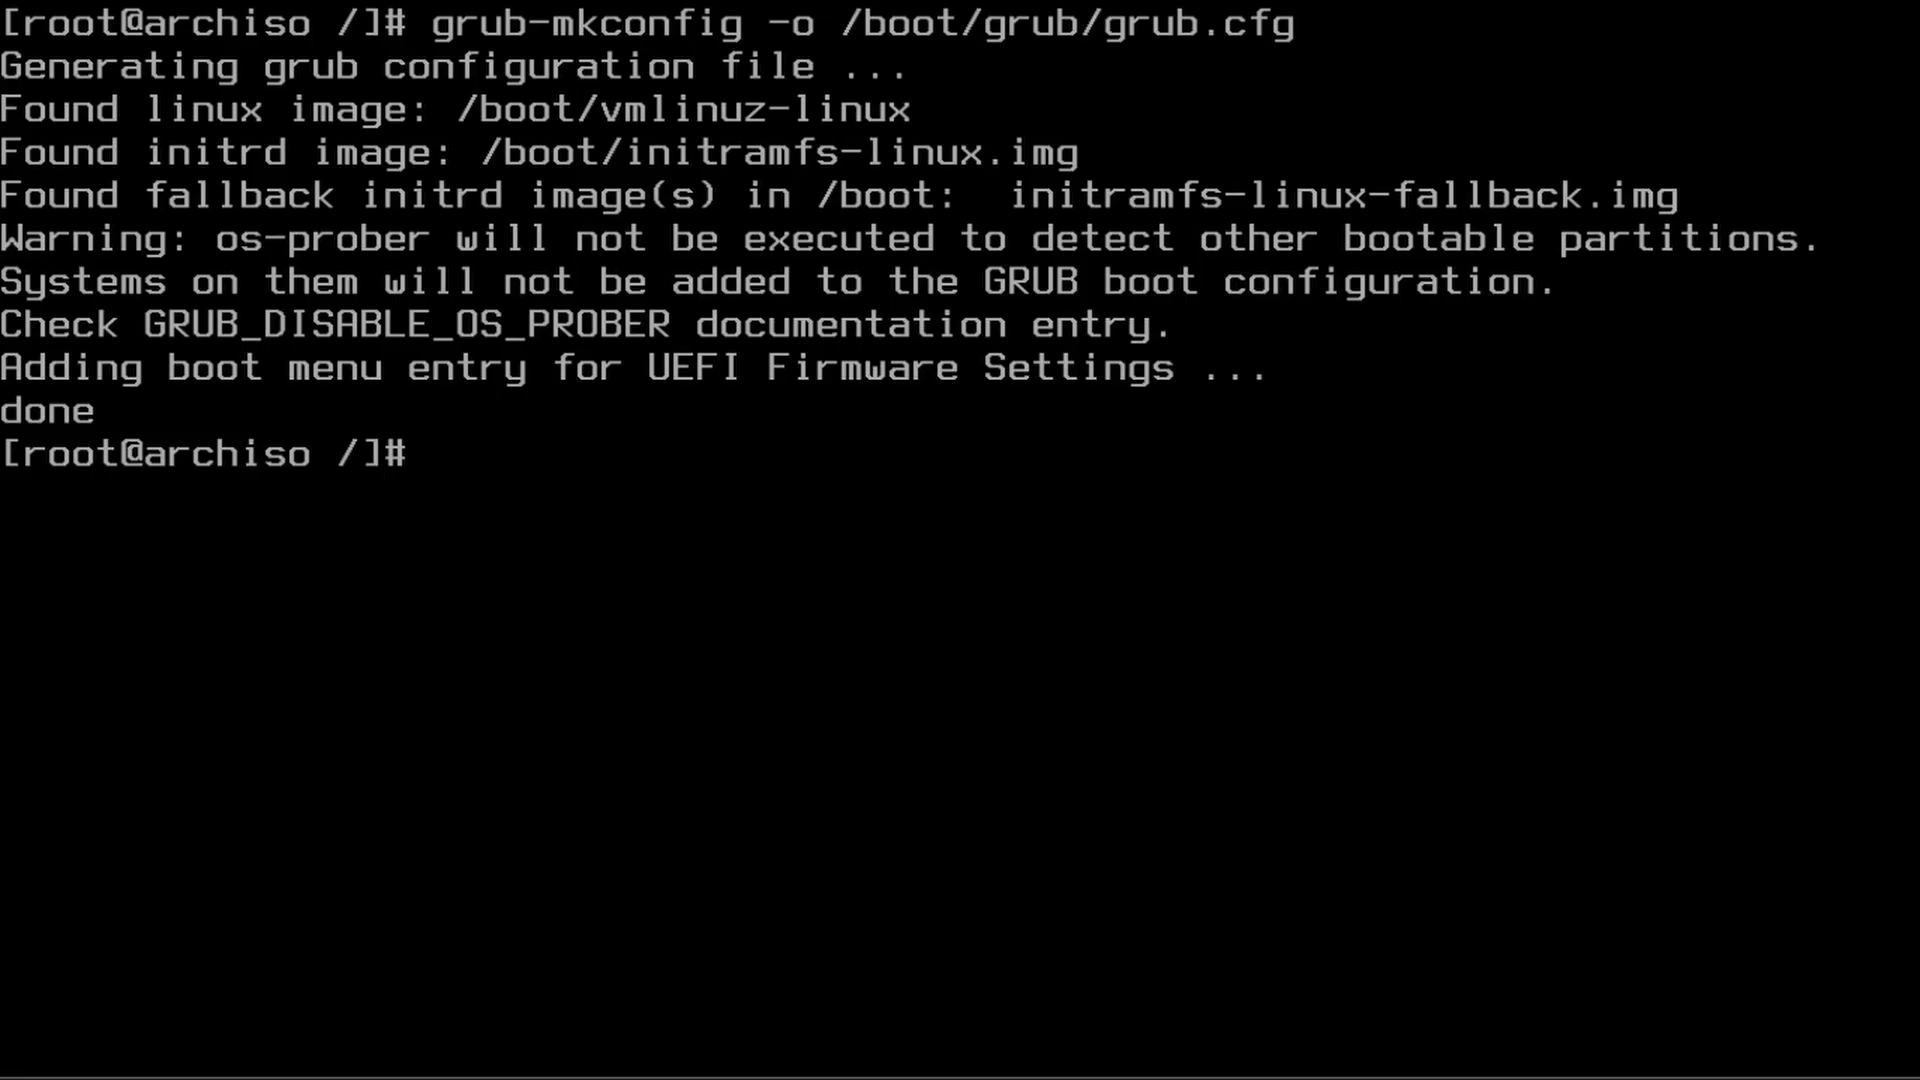 [root@archiso /]# grub-mkconfig -o /boot/grub/grub.cfg
Generating grub configuration file ...
Found linux image: /boot/vmlinuz-linux
Found initrd image: /boot/initramfs-linux.img
Found fallback initrd image(s) in /boot:  initramfs-linux-fallback.img
Warning: os-prober will not be executed to detect other bootable partitions.
Systems on them will not be added to the GRUB boot configuration.
Check GRUB_DISABLE_OS_PROBER documentation entry.
Adding boot menu entry for UEFI Firmware Settings ...
done
[root@archiso /]#